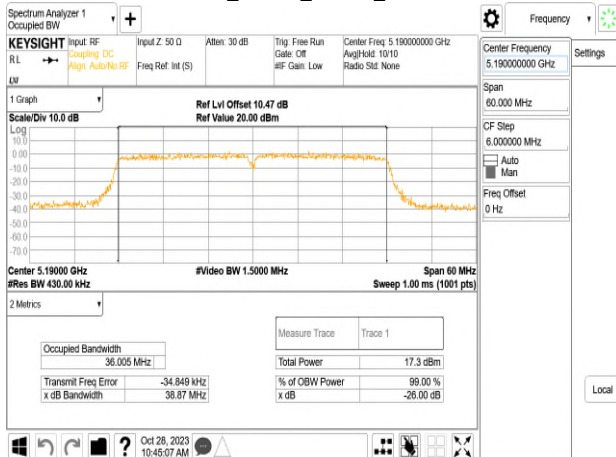 Spectrum Analyzer 1
Occupied BW
Frequency
KEYSIGHT
Input: RF
Coupling: DC
Align: Auto/No RF
Input Z: 50 Ω
Freq Ref: Int (S)
Atten: 30 dB
Trig: Free Run
Gate: Off
#IF Gain: Low
Center Freq: 5.190000000 GHz
Avg|Hold: 10/10
Radio Std: None
RL
LXI
Center Frequency
5.190000000 GHz
Settings
Span
60.000 MHz
CF Step
6.000000 MHz
Auto
Man
Freq Offset
0 Hz
1 Graph
Scale/Div 10.0 dB
Ref Lvl Offset 10.47 dB
Ref Value 20.00 dBm
Log
10.0
0.00
-10.0
-20.0
-30.0
-40.0
-50.0
-60.0
-70.0
Center 5.19000 GHz
#Video BW 1.5000 MHz
Span 60 MHz
#Res BW 430.00 kHz
Sweep 1.00 ms (1001 pts)
2 Metrics
Measure Trace
Trace 1
Occupied Bandwidth
36.005 MHz
Total Power
17.3 dBm
Transmit Freq Error
-34.849 kHz
% of OBW Power
99.00 %
x dB Bandwidth
38.87 MHz
x dB
-26.00 dB
Local
Oct 28, 2023
10:45:07 AM